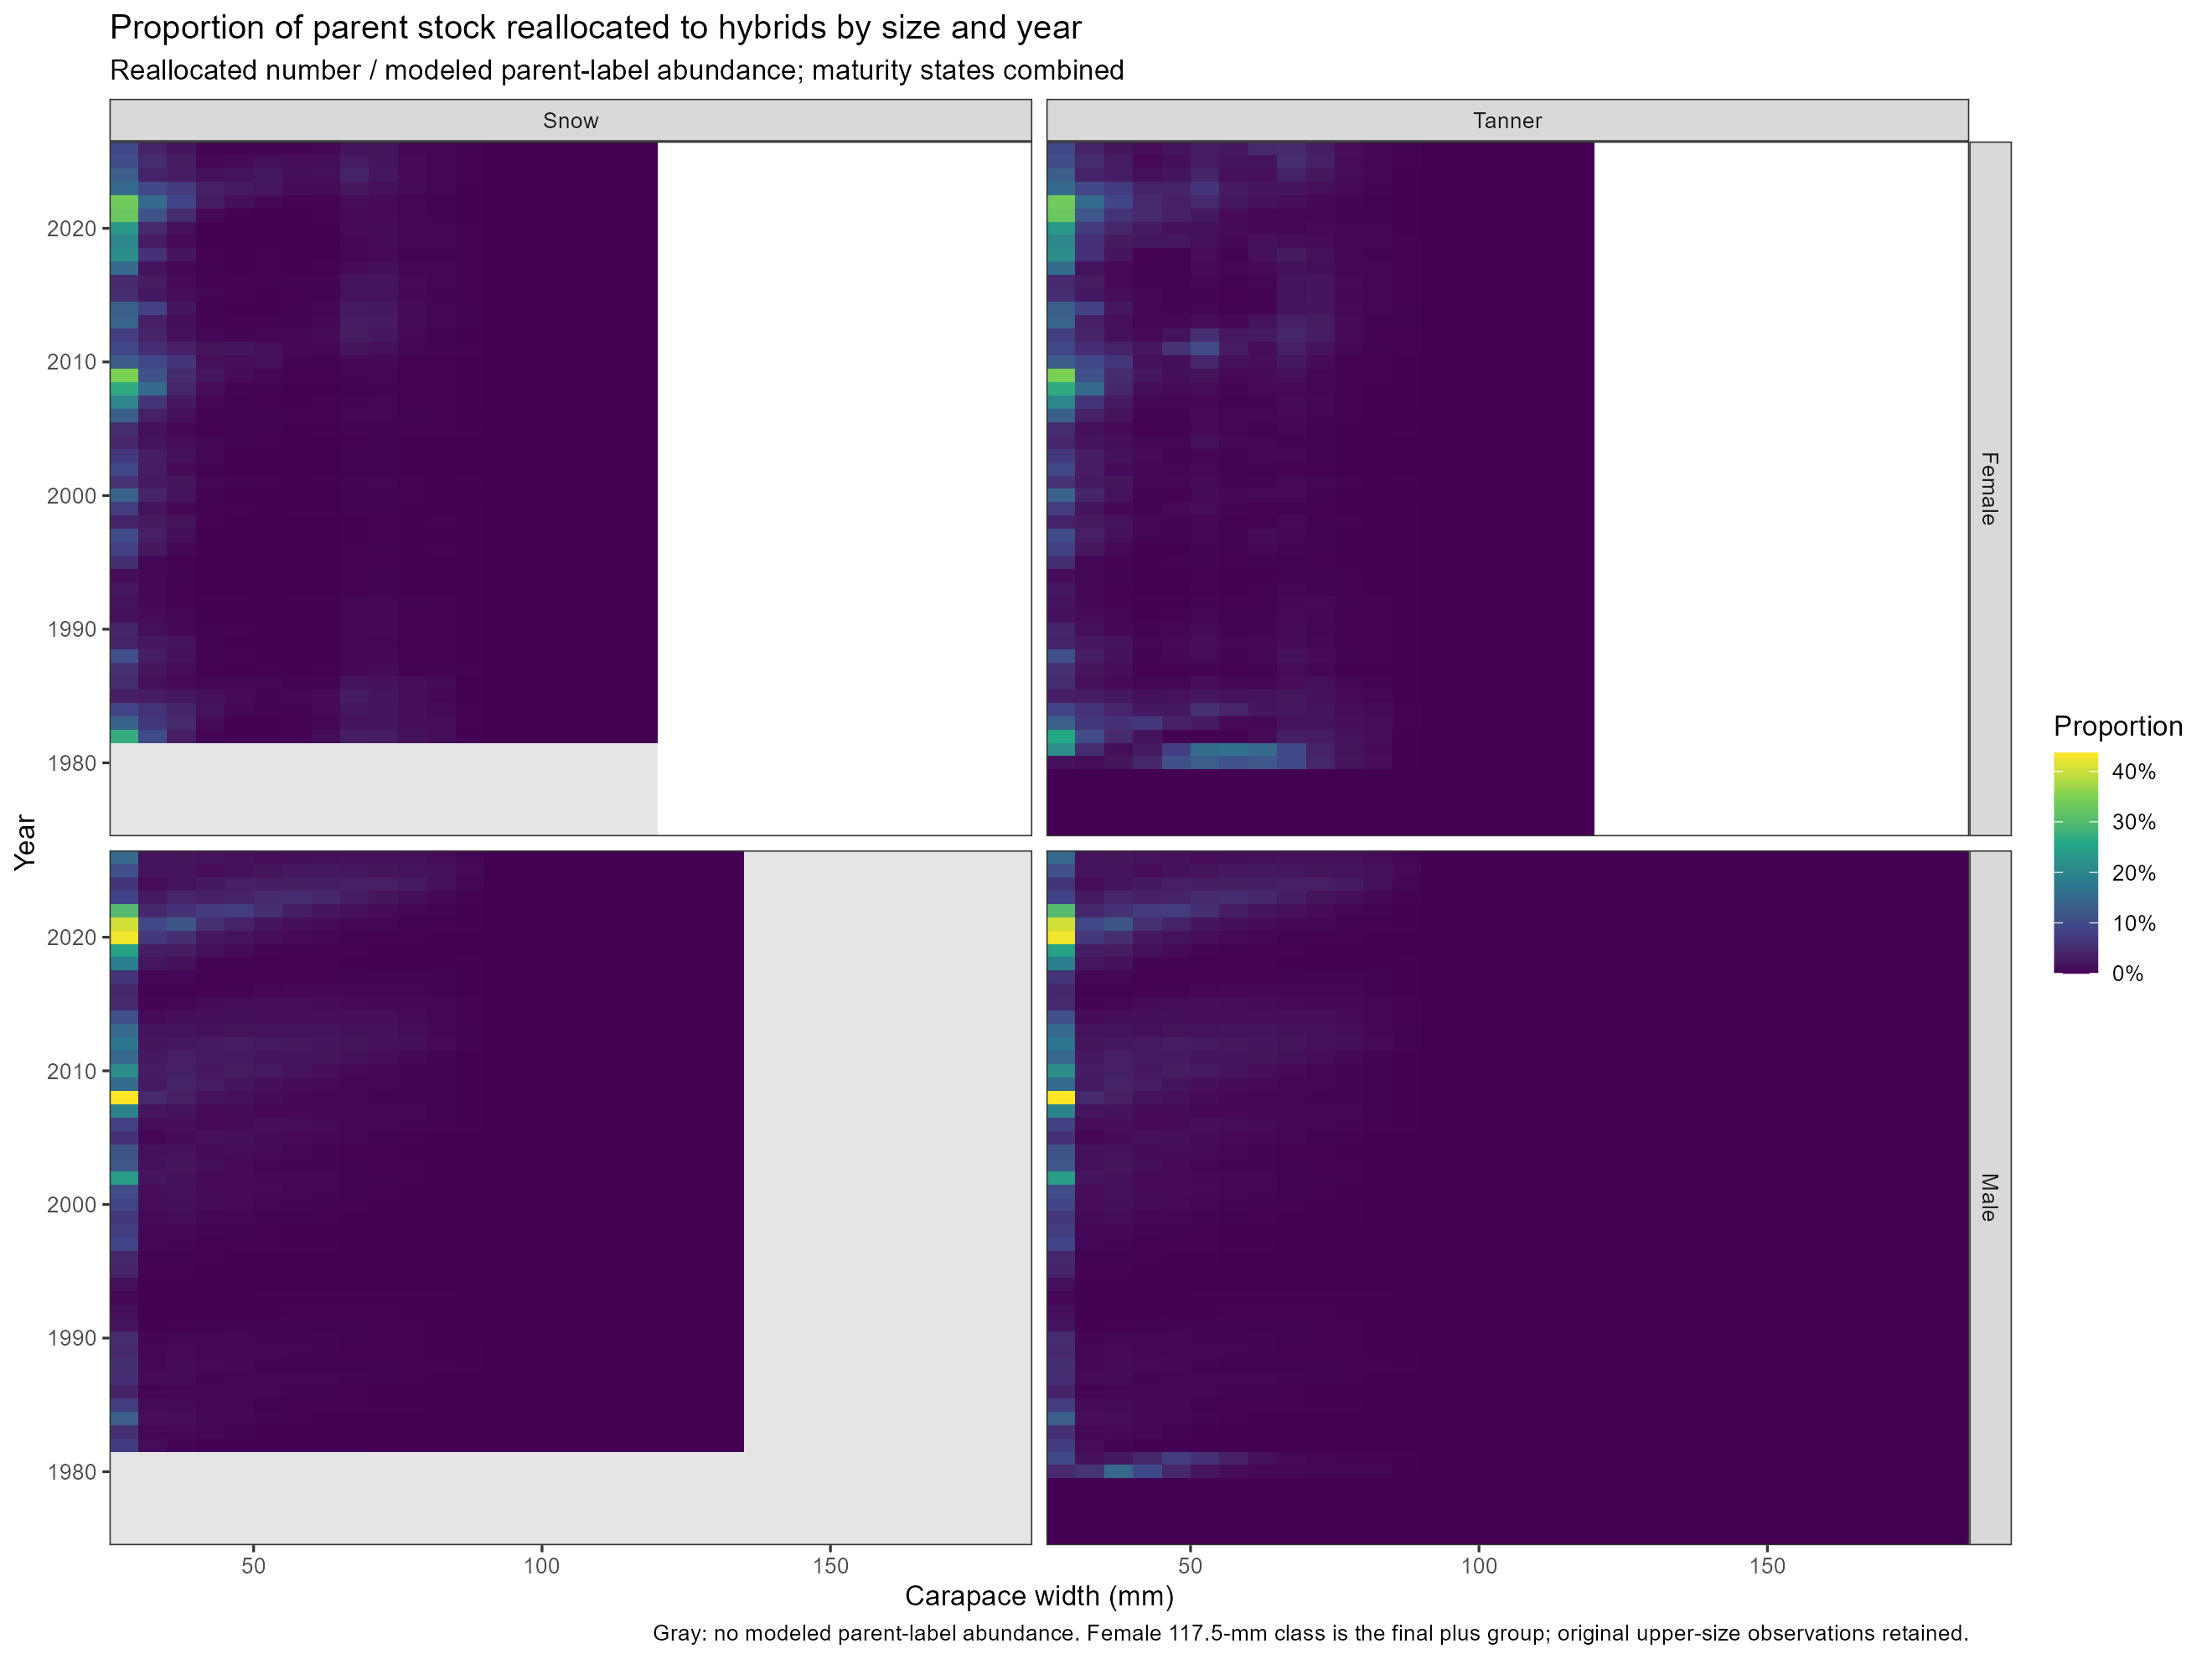 Proportion of parent stock reallocated to hybrids by size and year
Reallocated number / modeled parent-label abundance; maturity states combined
Snow
Tanner
2020
2010
2000
1990
1980
Female
2020
2010
2000
1990
1980
Male
Year
50
100
150
50
100
150
Carapace width (mm)
Proportion
40%
30%
20%
10%
0%
Gray: no modeled parent-label abundance. Female 117.5-mm class is the final plus group; original upper-size observations retained.